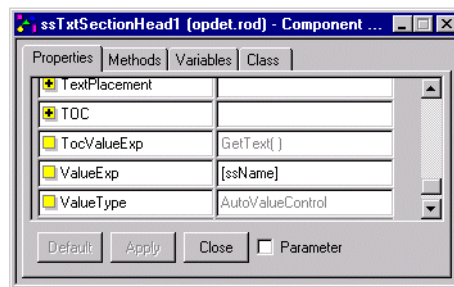 ssTxtSectionHead1 (opdet.rod) - Component ...
Properties Methods Variables Class
TextPlacement
TOC
TocValueExp GetText( )
ValueExp [ssName]
ValueType AutoValueControl
Default Apply Close Parameter